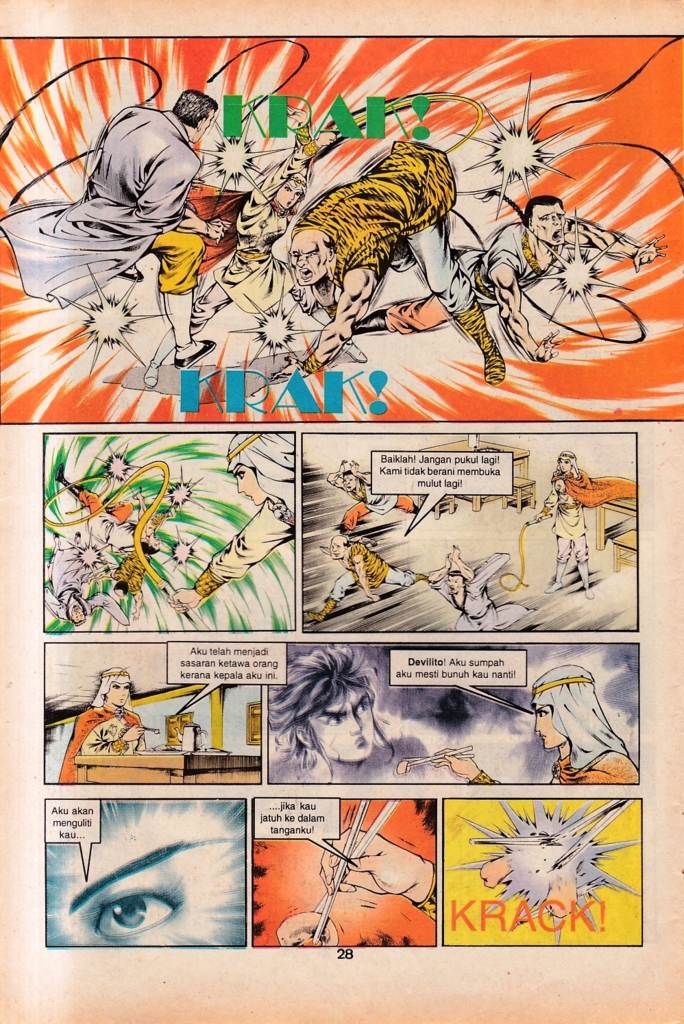 KRAK!
KRAK!
Baiklah! Jangan pukul lagi!
Kami tidak berani membuka
mulut lagi!
Aku telah menjadi
sasaran ketawa orang
kerana kepala aku ini.
Devilito! Aku sumpah
aku mesti bunuh kau nanti!
Aku akan
menguliti
kau...
....jika kau
jatuh ke dalam
tanganku!
KRACK!
28